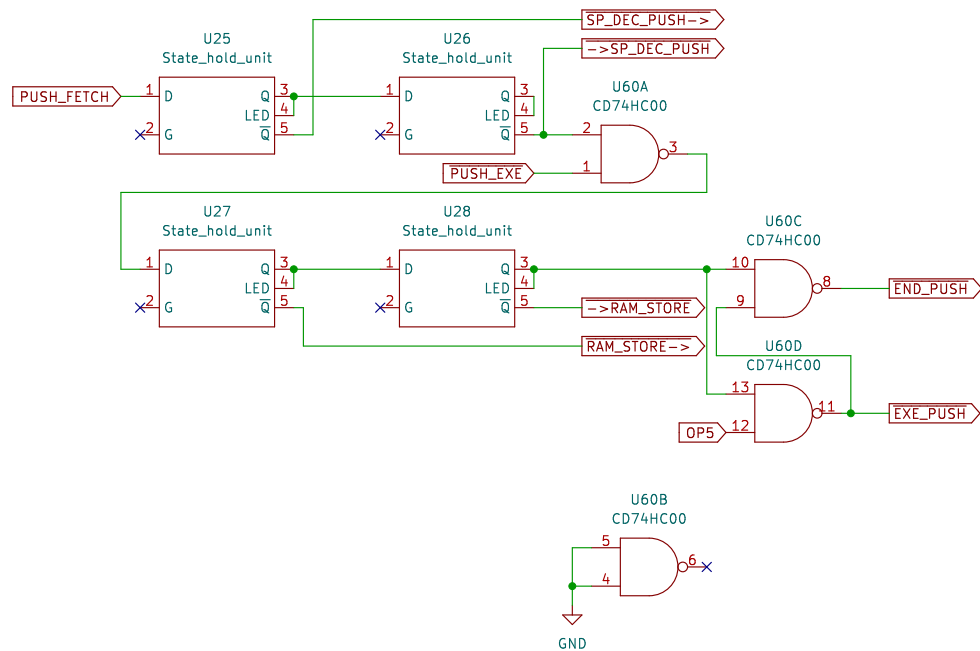 SP_DEC_PUSH->
U25
State_hold_unit
U26
State_hold_unit
->SP_DEC_PUSH
U60A
CD74HC00
PUSH_FETCH
1
D
Q
3
LED
4
2
G
Q
5
1
D
Q
3
LED
4
2
G
Q
5
2
3
1
PUSH_EXE
U27
State_hold_unit
U28
State_hold_unit
U60C
CD74HC00
1
D
Q
3
LED
4
2
G
Q
5
1
D
Q
3
LED
4
2
G
Q
5
10
8
9
END_PUSH
->RAM_STORE
RAM_STORE->
U60D
CD74HC00
13
11
12
EXE_PUSH
OP5
U60B
CD74HC00
5
6
4
GND